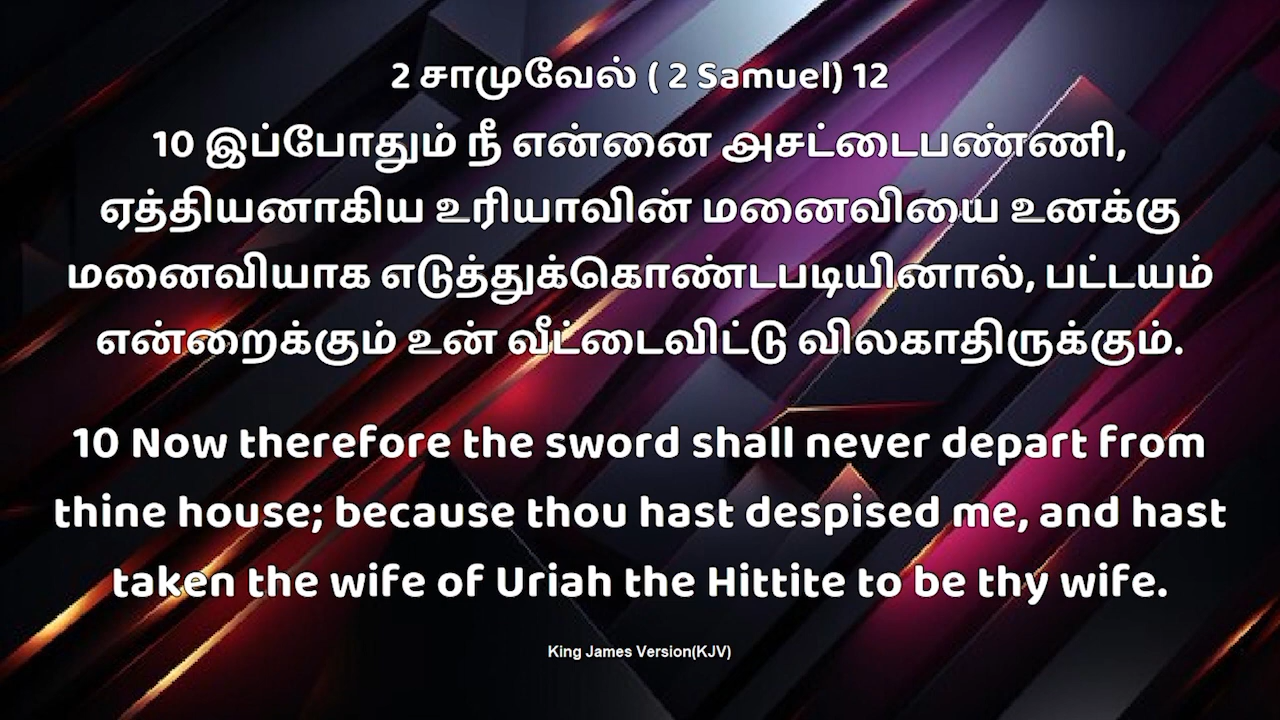 2 சாமுவேல் ( 2 Samuel) 12
10 இப்போதும் நீ என்னை அசட்டைபண்ணி,
ஏத்தியனாகிய உரியாவின் மனைவியை உனக்கு
மனைவியாக எடுத்துக்கொண்டபடியினால், பட்டயம்
என்றைக்கும் உன் வீட்டைவிட்டு விலகாதிருக்கும்.
10 Now therefore the sword shall never depart from
thine house; because thou hast despised me, and hast
taken the wife of Uriah the Hittite to be thy wife.
King James Version(KJV)